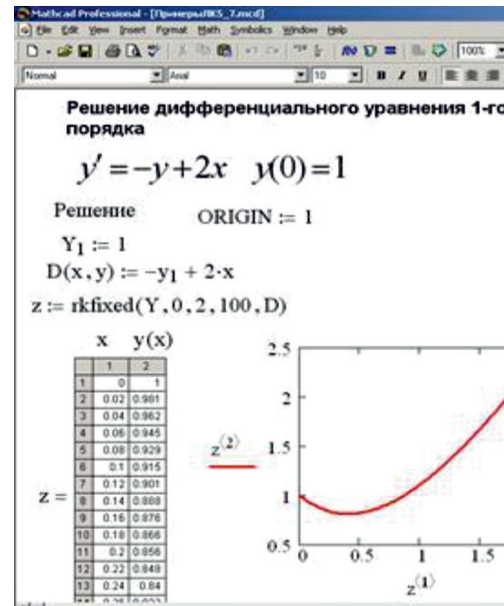 Mathcad Professional - [ПримерыЛК5_7.mcd]
File Edit View Insert Format Math Symbolics Window Help
100%
Normal Arial 10 B I U
Решение дифференциального уравнения 1-го
порядка
y′ = −y+2x y(0)=1
Решение ORIGIN := 1
Y₁ := 1
D(x,y) := −y₁ + 2·x
z := rkfixed(Y,0,2,100,D)
x y(x)
1 2
1 0 1
2 0.02 0.981
3 0.04 0.962
4 0.06 0.945
5 0.08 0.929
6 0.1 0.915
7 0.12 0.901
8 0.14 0.888
9 0.16 0.876
10 0.18 0.866
11 0.2 0.856
12 0.22 0.848
13 0.24 0.84
z =
2.5
2
1.5
1
0.5
z⟨2⟩
0 0.5 1 1.5
z⟨1⟩